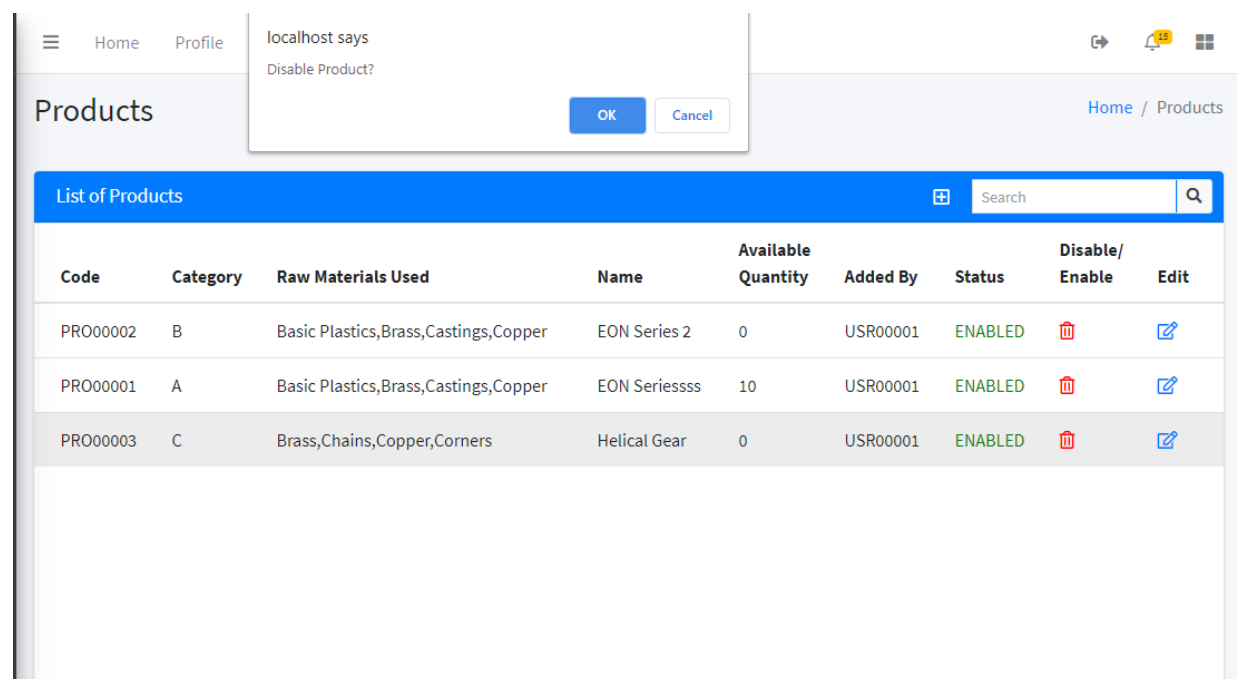 Home Profile
localhost says
Disable Product?
OK Cancel
15
Products
Home / Products
List of Products
Search
Code Category Raw Materials Used Name Available Quantity Added By Status Disable/ Enable Edit
PRO00002 B Basic Plastics,Brass,Castings,Copper EON Series 2 0 USR00001 ENABLED
PRO00001 A Basic Plastics,Brass,Castings,Copper EON Seriessss 10 USR00001 ENABLED
PRO00003 C Brass,Chains,Copper,Corners Helical Gear 0 USR00001 ENABLED